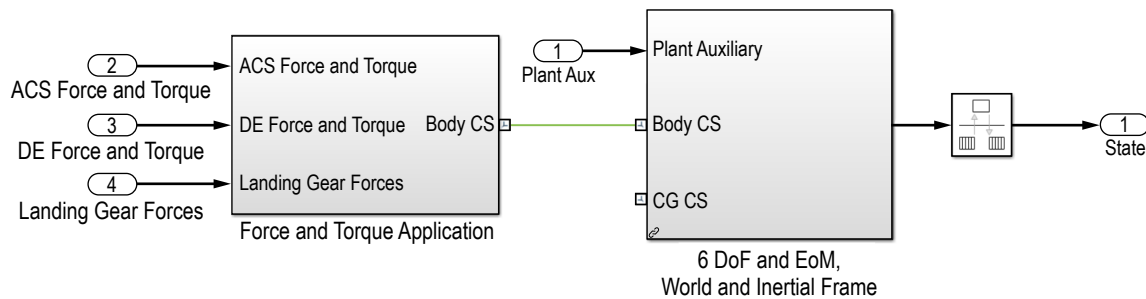 2
ACS Force and Torque
3
DE Force and Torque
4
Landing Gear Forces
ACS Force and Torque
DE Force and Torque
Landing Gear Forces
Body CS
Force and Torque Application
1
Plant Aux
Plant Auxiliary
Body CS
CG CS
6 DoF and EoM,
World and Inertial Frame
1
State